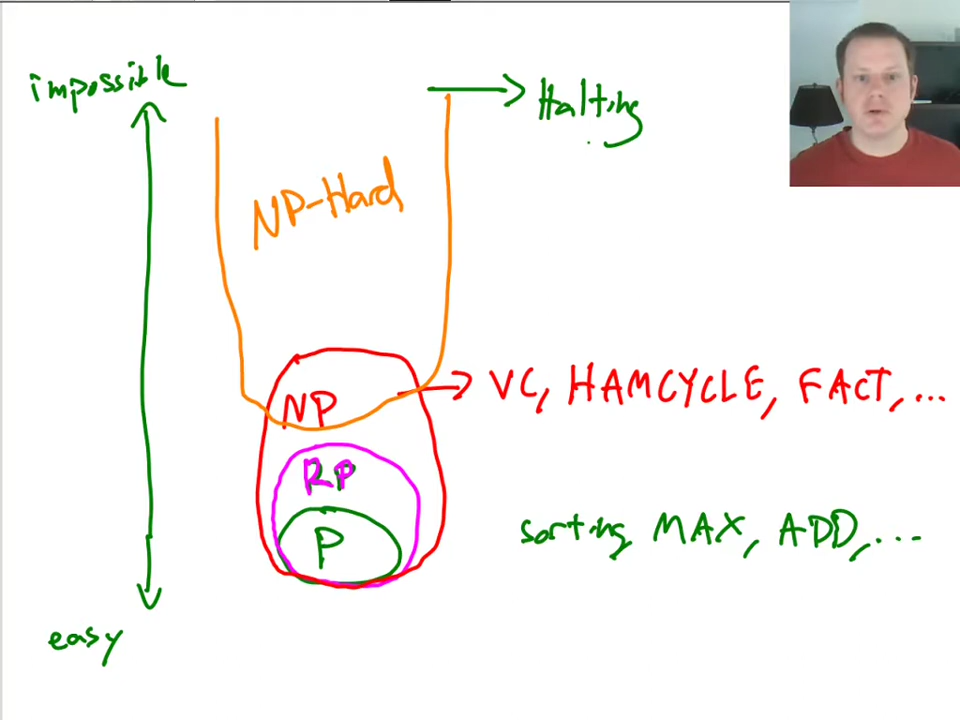 impossible
Halting
NP-Hard
NP
VC, HAMCYCLE, FACT, ...
RP
P
sorting, MAX, ADD, ...
easy